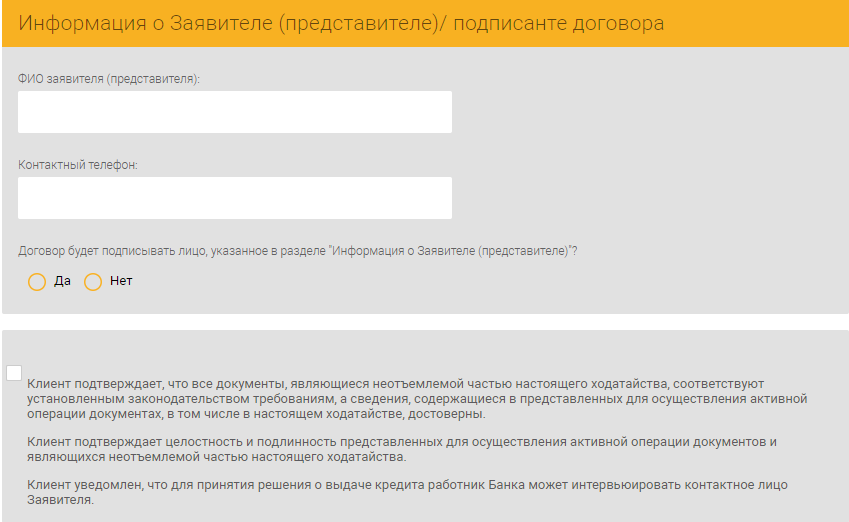 Информация о Заявителе (представителе)/ подписанте договора
ФИО заявителя (представителя):
Контактный телефон:
Договор будет подписывать лицо, указанное в разделе "Информация о Заявителе (представителе)"?
Да Нет
Клиент подтверждает, что все документы, являющиеся неотъемлемой частью настоящего ходатайства, соответствуют
установленным законодательством требованиям, а сведения, содержащиеся в представленных для осуществления активной
операции документах, в том числе в настоящем ходатайстве, достоверны.
Клиент подтверждает целостность и подлинность представленных для осуществления активной операции документов и
являющихся неотъемлемой частью настоящего ходатайства.
Клиент уведомлен, что для принятия решения о выдаче кредита работник Банка может интервьюировать контактное лицо
Заявителя.